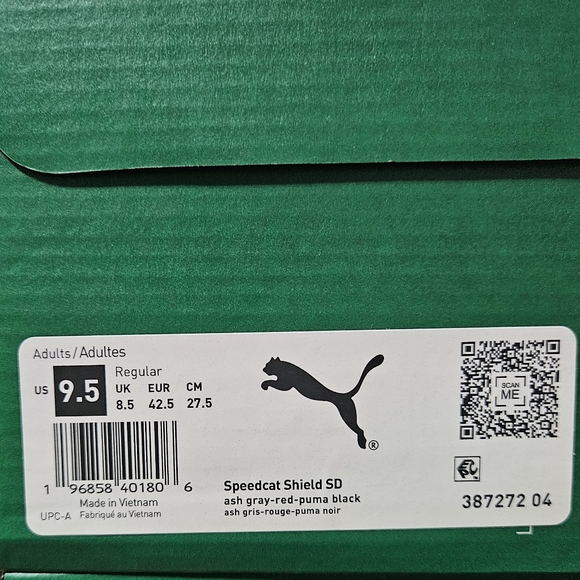 Adults/Adultes
Regular
US 9.5 UK EUR CM
8.5 42.5 27.5
SCAN
ME
®
1 96858 40180 6
Made in Vietnam
UPC-A Fabriqué au Vietnam
Speedcat Shield SD
ash gray-red-puma black
ash gris-rouge-puma noir
387272 04